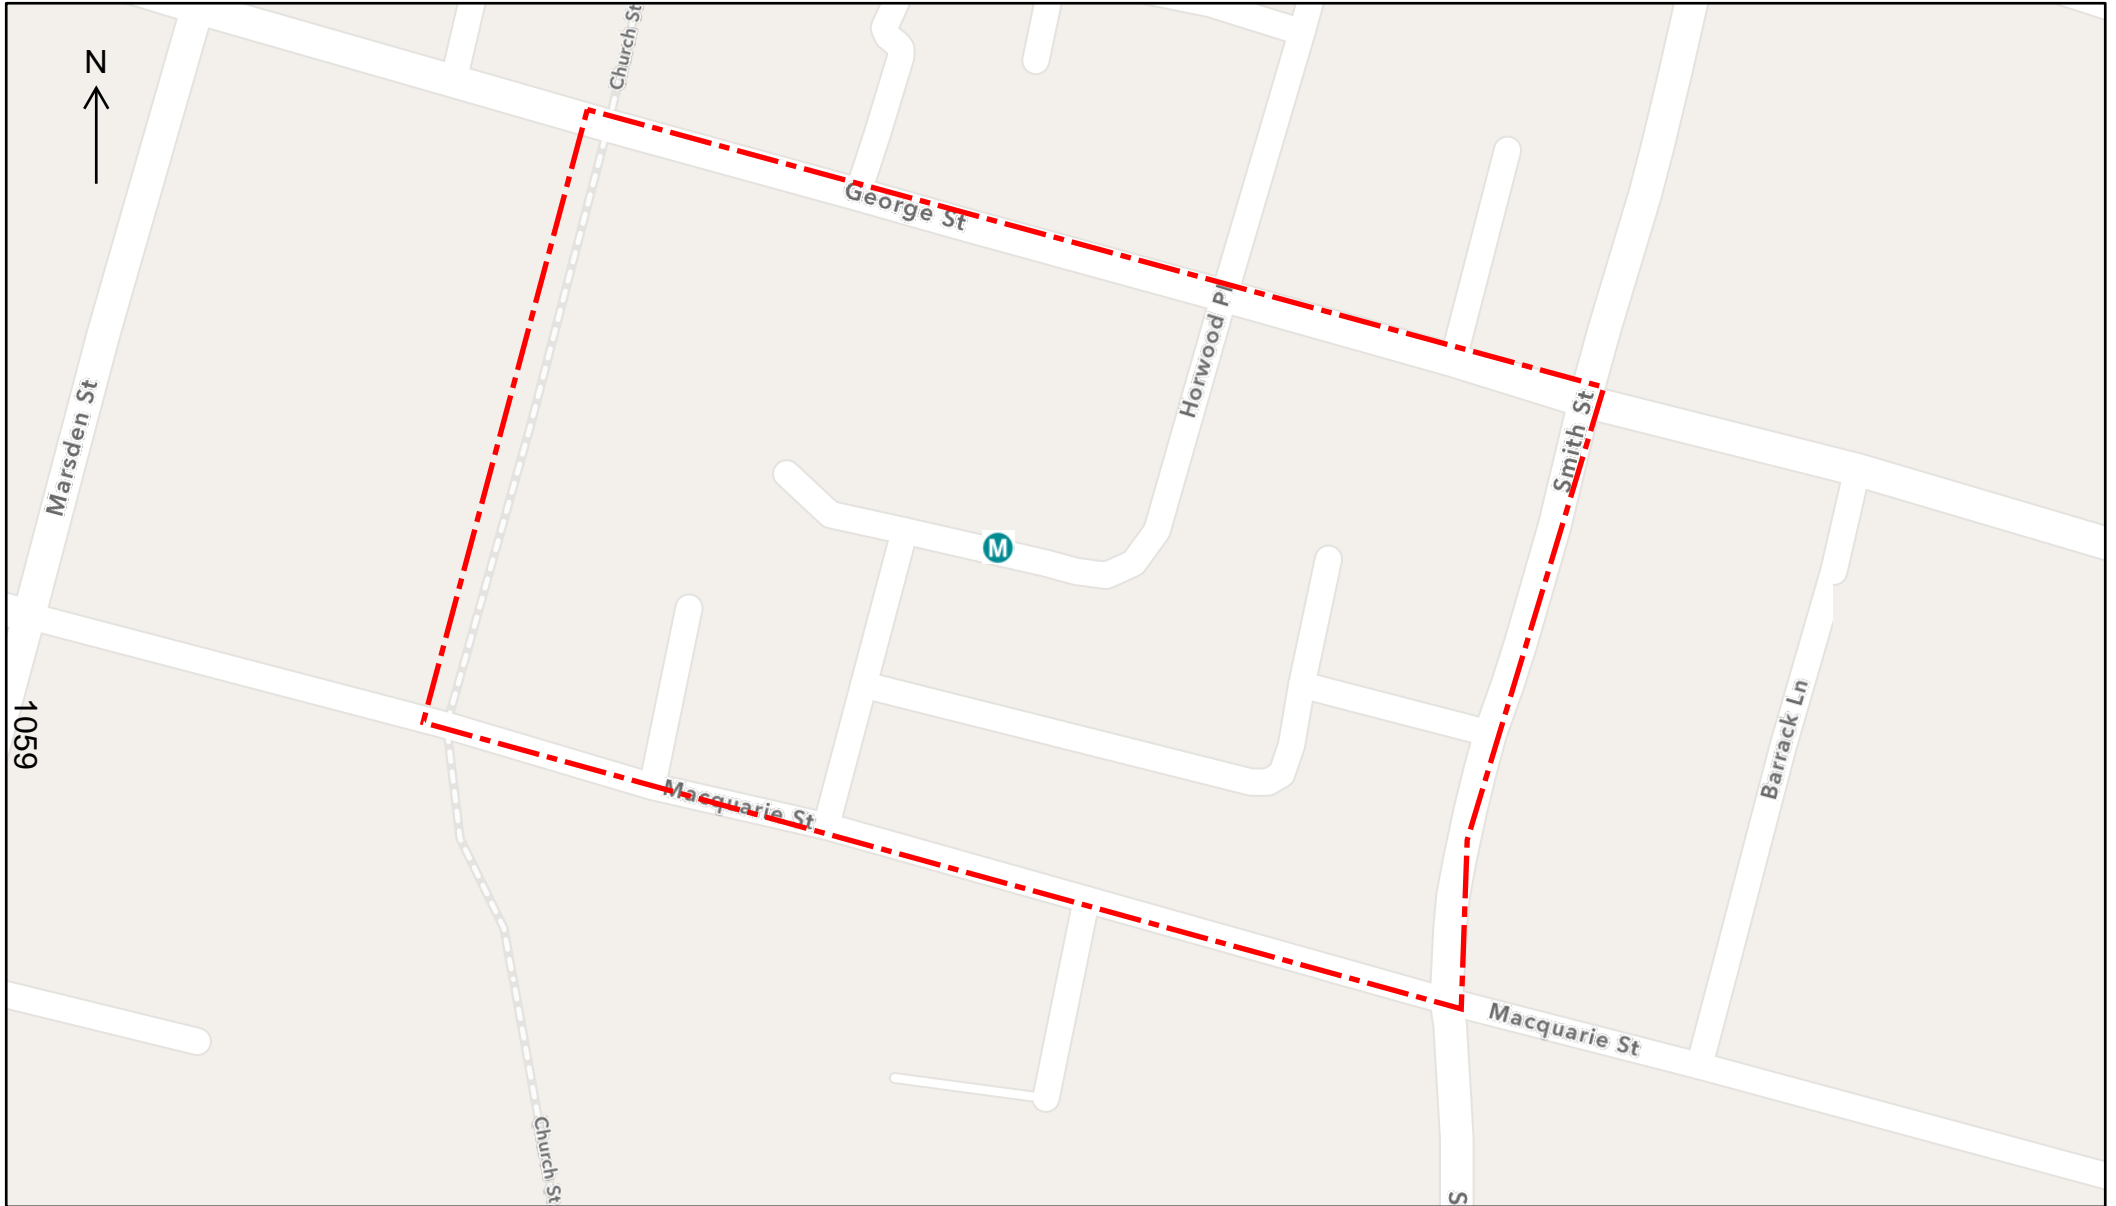 N
Church St
George St
Horwood Pl
Smith St
Marsden St
M
1059
Macquarie St
Barrack Ln
Macquarie St
Church St
S